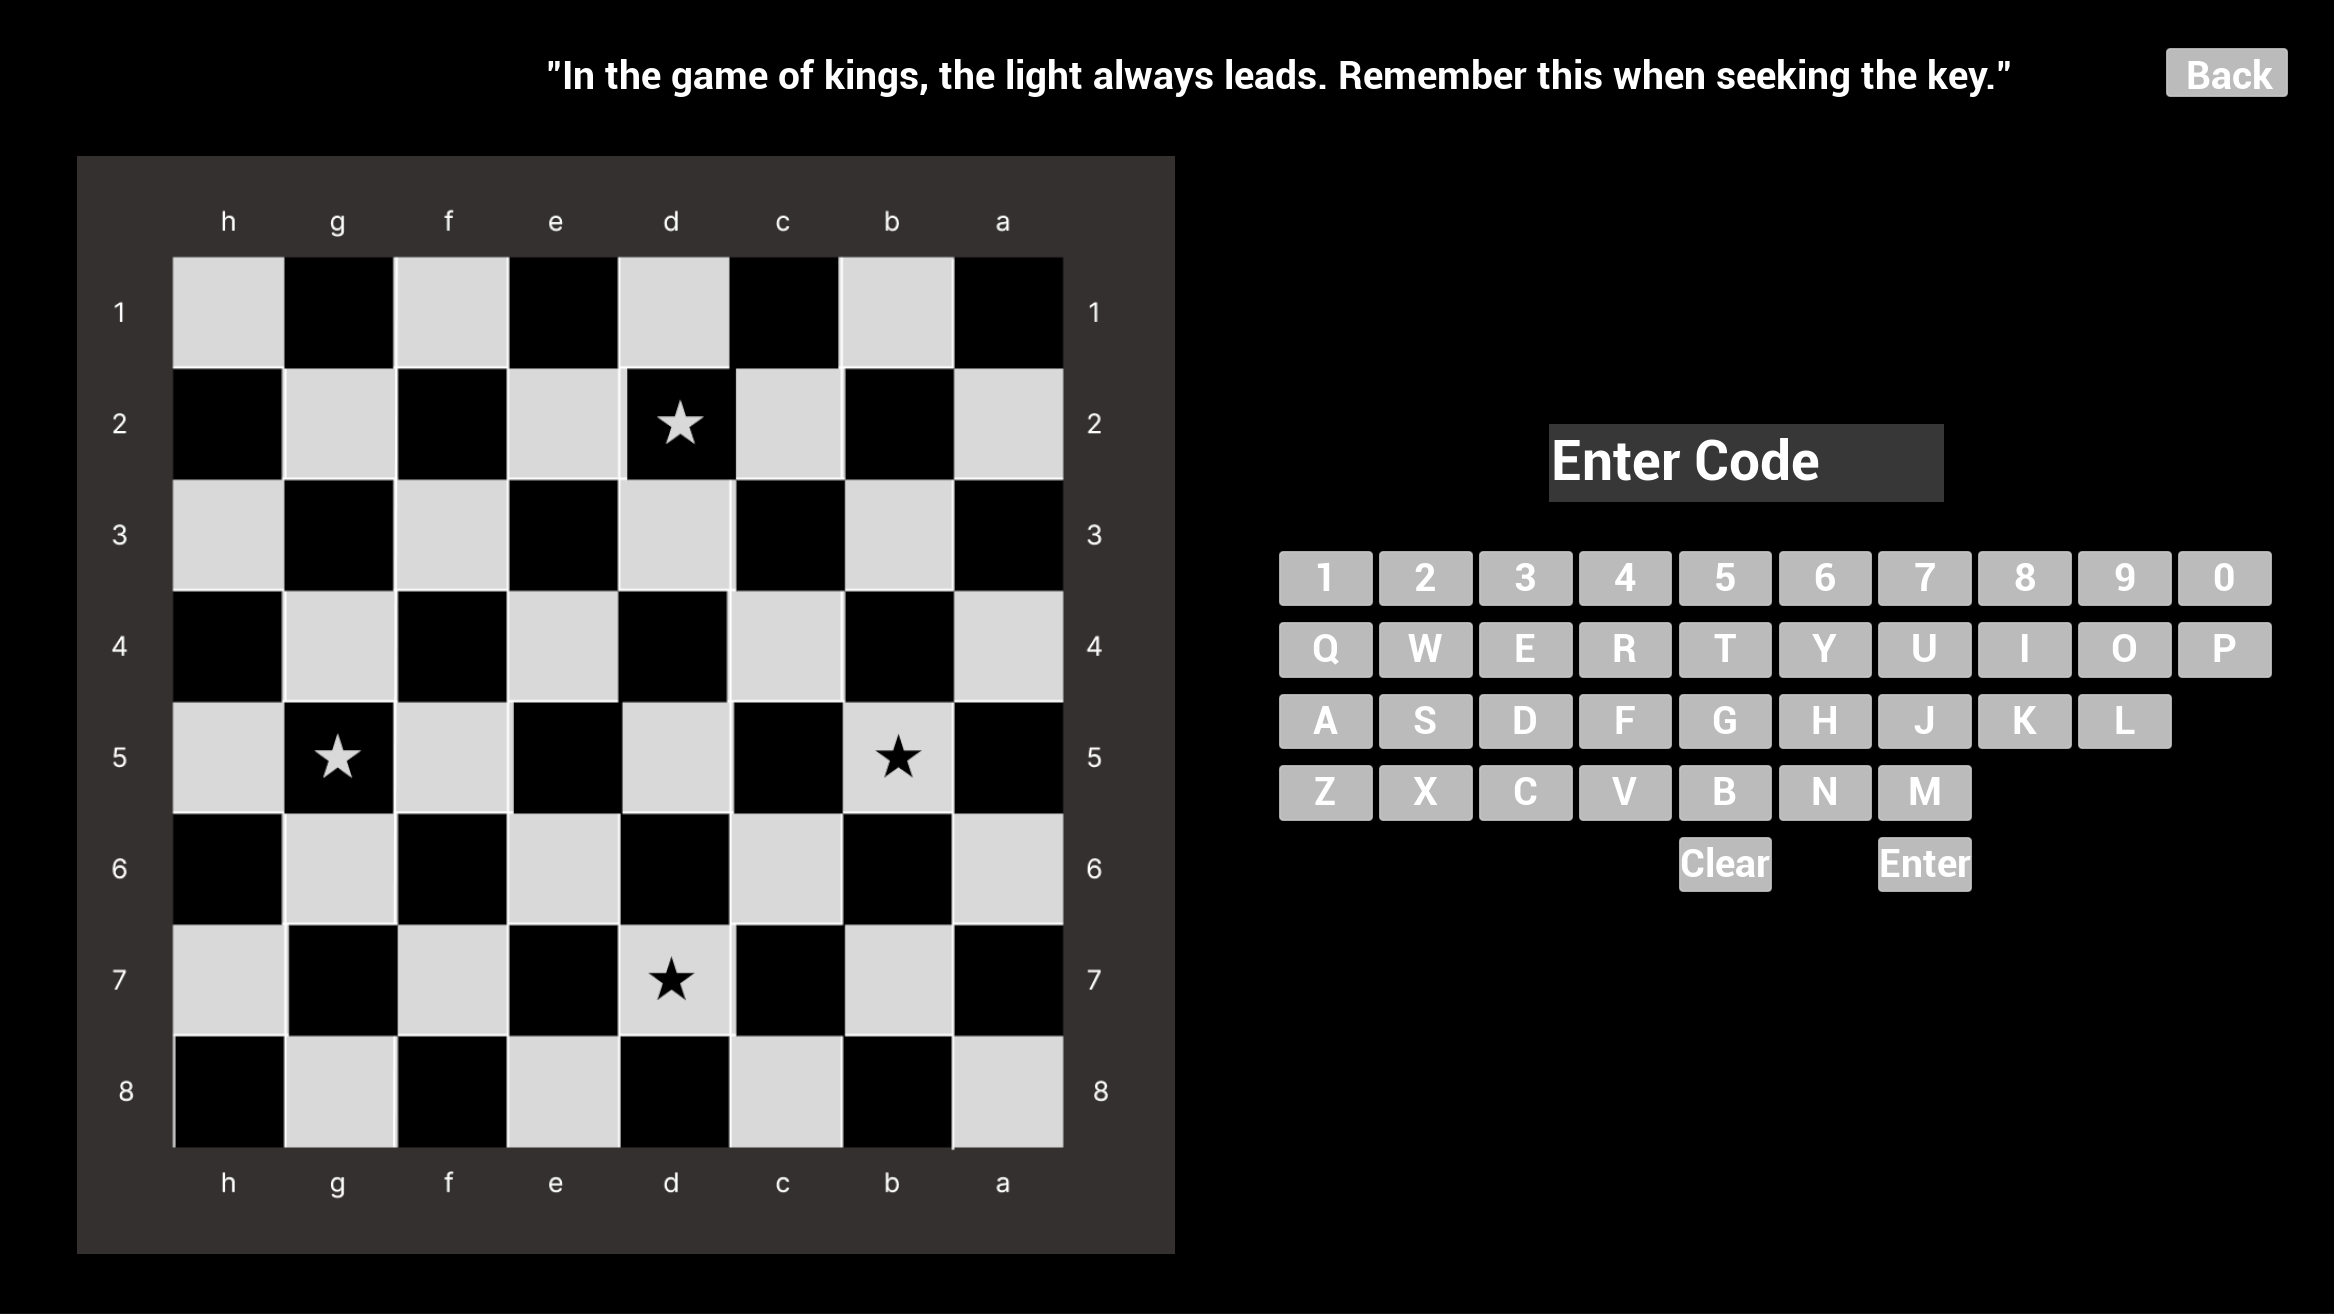 "In the game of kings, the light always leads. Remember this when seeking the key."
Back
h g f e d c b a
1 1
2 2
3 3
4 4
5 5
6 6
7 7
8 8
h g f e d c b a
Enter Code
1 2 3 4 5 6 7 8 9 0
Q W E R T Y U I O P
A S D F G H J K L
Z X C V B N M
Clear Enter